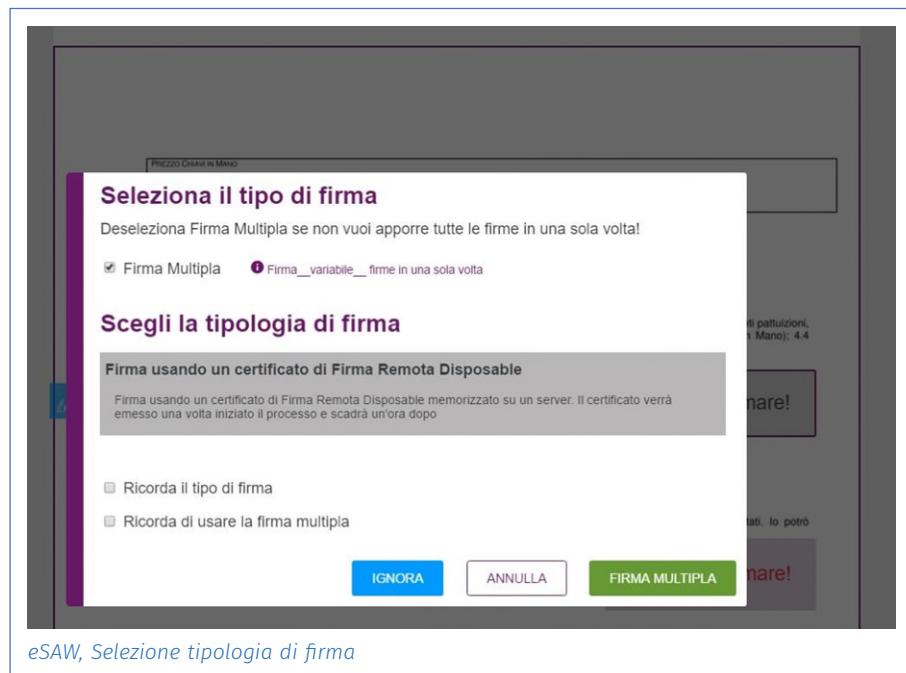 PREZZO CHIAVI IN MANO
Seleziona il tipo di firma
Deseleziona Firma Multipla se non vuoi apporre tutte le firme in una sola volta!
Firma Multipla
Firma__variabile__ firme in una sola volta
Scegli la tipologia di firma
ti pattuizioni,
n Mano); 4.4
Firma usando un certificato di Firma Remota Disposable
Firma usando un certificato di Firma Remota Disposable memorizzato su un server. Il certificato verrà
emesso una volta iniziato il processo e scadrà un'ora dopo
mare!
Ricorda il tipo di firma
Ricorda di usare la firma multipla
tati. Io potrò
IGNORA
ANNULLA
FIRMA MULTIPLA
mare!
eSAW, Selezione tipologia di firma